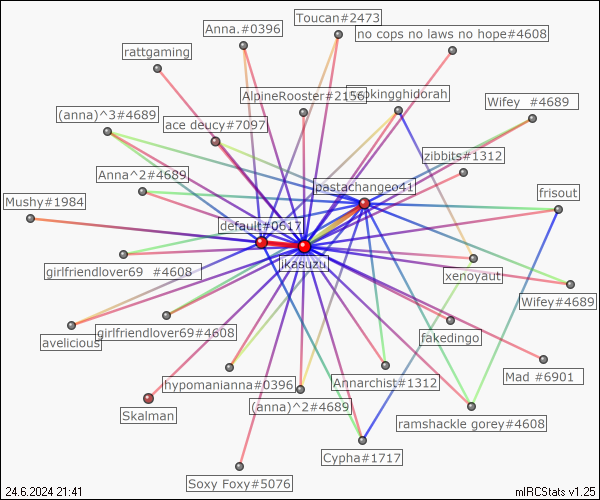 Toucan#2473
Anna.#0396
no cops no laws no hope#4608
rattgaming
AlpineRooster#2156
kingghidorah
Wifey  #4689
(anna)^3#4689
ace deucy#7097
zibbits#1312
Anna^2#4689
pastachangeo41
frisout
Mushy#1984
default#0617
jkasuzu
girlfriendlover69  #4608
xenoyaut
Wifey#4689
girlfriendlover69#4608
fakedingo
avelicious
hypomanianna#0396
Annarchist#1312
Mad #6901
(anna)^2#4689
Skalman
ramshackle gorey#4608
Cypha#1717
Soxy Foxy#5076
24.6.2024 21:41
mIRCStats v1.25